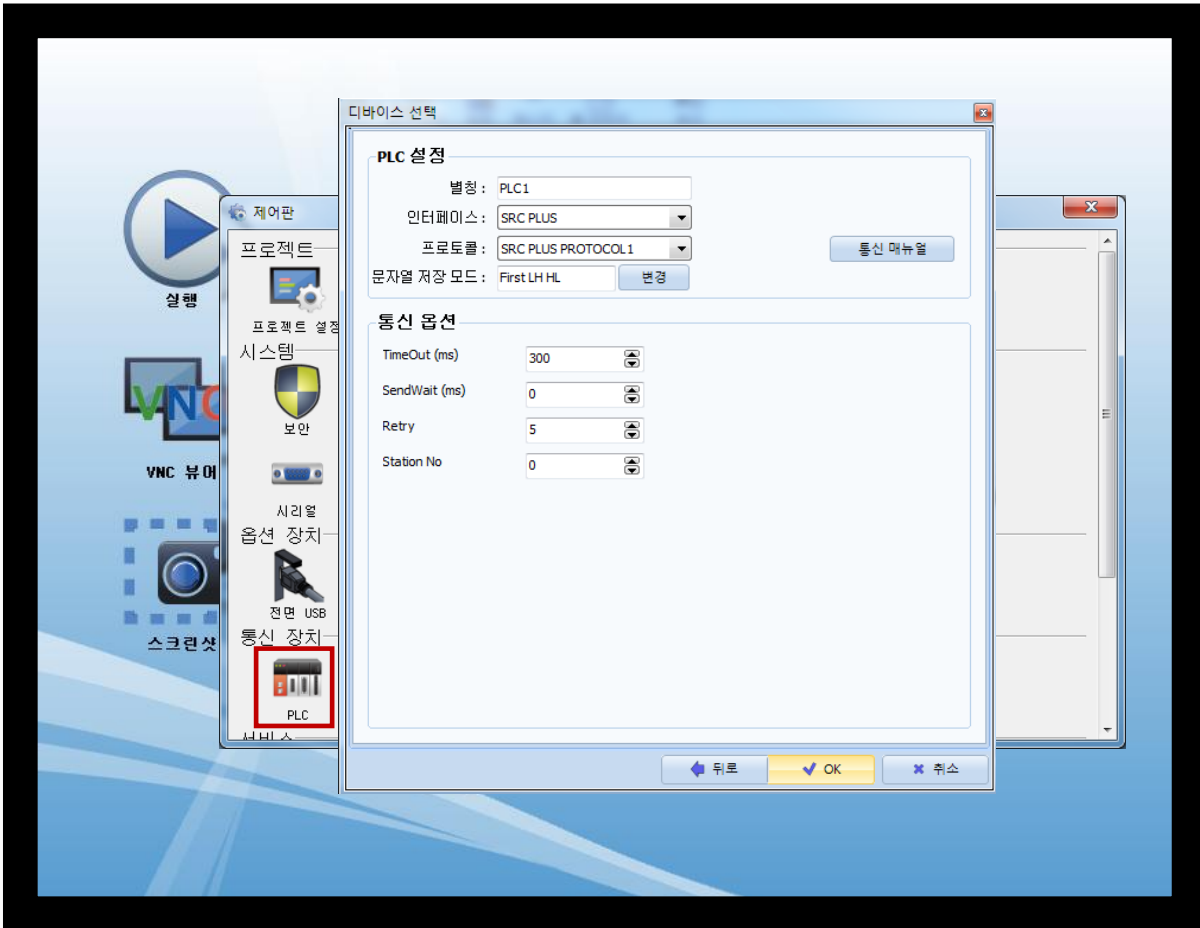 디바이스 선택
PLC 설정
별칭 : PLC1
인터페이스 : SRC PLUS
프로토콜 : SRC PLUS PROTOCOL1
통신 매뉴얼
문자열 저장 모드 : First LH HL
변경
통신 옵션
TimeOut (ms) 300
SendWait (ms) 0
Retry 5
Station No 0
뒤로
OK
취소
제어판
프로젝트
프로젝트 설정
시스템
보안
시리얼
옵션 장치
전면 USB
통신 장치
PLC
서비스
실행
VNC
VNC 뷰어
스크린샷